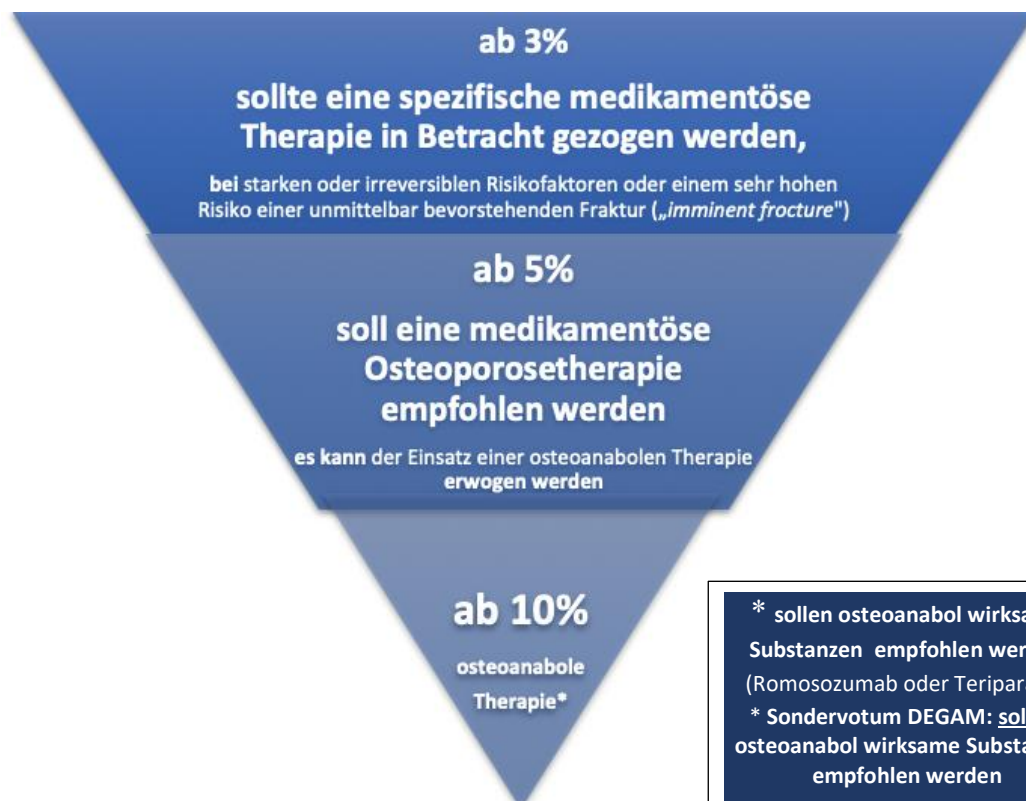 ab 3%
sollte eine spezifische medikamentöse
Therapie in Betracht gezogen werden,
bei starken oder irreversiblen Risikofaktoren oder einem sehr hohen
Risiko einer unmittelbar bevorstehenden Fraktur („imminent frocture")
ab 5%
soll eine medikamentöse
Osteoporosetherapie
empfohlen werden
es kann der Einsatz einer osteoanabolen Therapie
erwogen werden
ab 10%
osteoanabole
Therapie*
* sollen osteoanabol
Substanzen empfohlen
(Romosozumab oder
* Sondervotum DEGAM:
osteoanabol wirksame
empfohlen werden